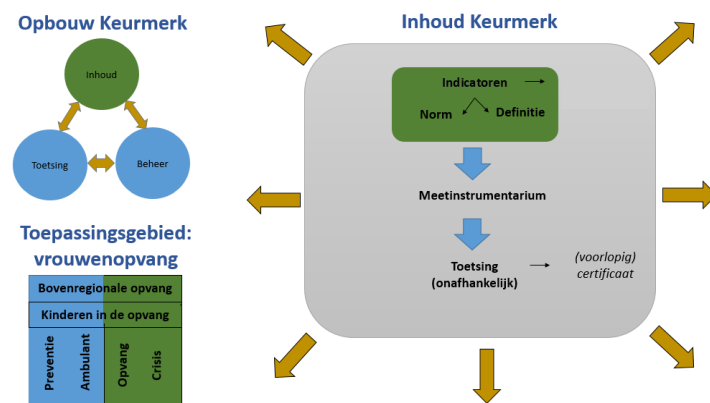 Opbouw Keurmerk
Inhoud
Toetsing
Beheer
Toepassingsgebied:
vrouwenopvang
Bovenregionale opvang
Kinderen in de opvang
Preventie
Ambulant
Opvang
Crisis
Inhoud Keurmerk
Indicatoren
Norm
Definitie
Meetinstrumentarium
Toetsing
(onafhankelijk)
(voorlopig)
certificaat